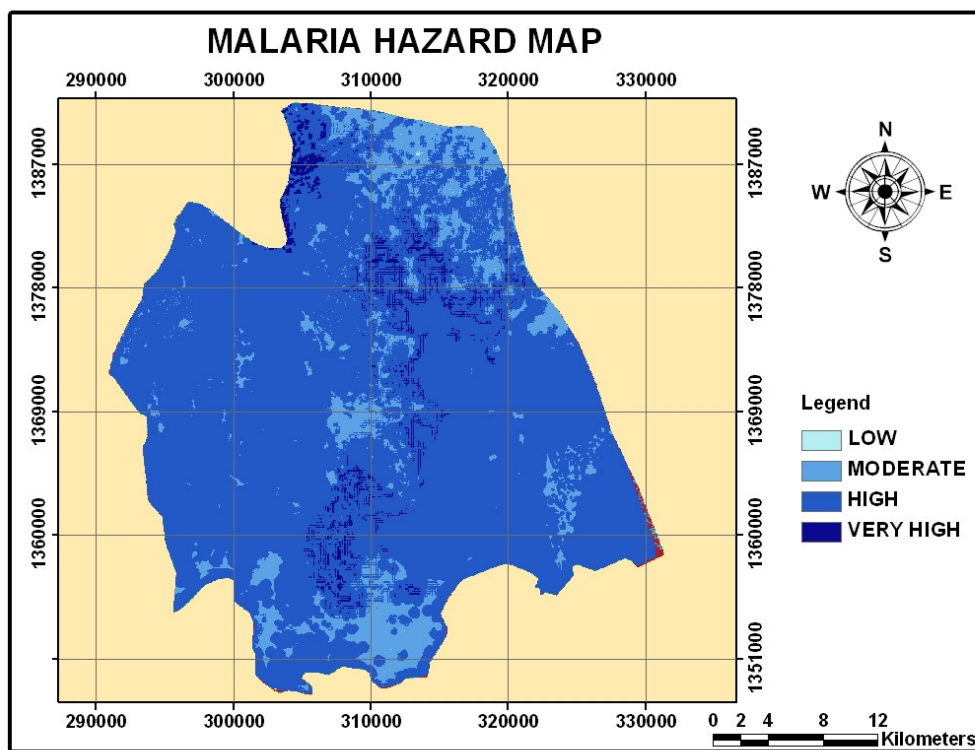 MALARIA HAZARD MAP
290000 300000 310000 320000 330000
1387000 1387000
1378000 1378000
1369000 1369000
1360000 1360000
1351000 1351000
290000 300000 310000 320000 330000
N
W E
S
Legend
LOW
MODERATE
HIGH
VERY HIGH
0 2 4 8 12
Kilometers